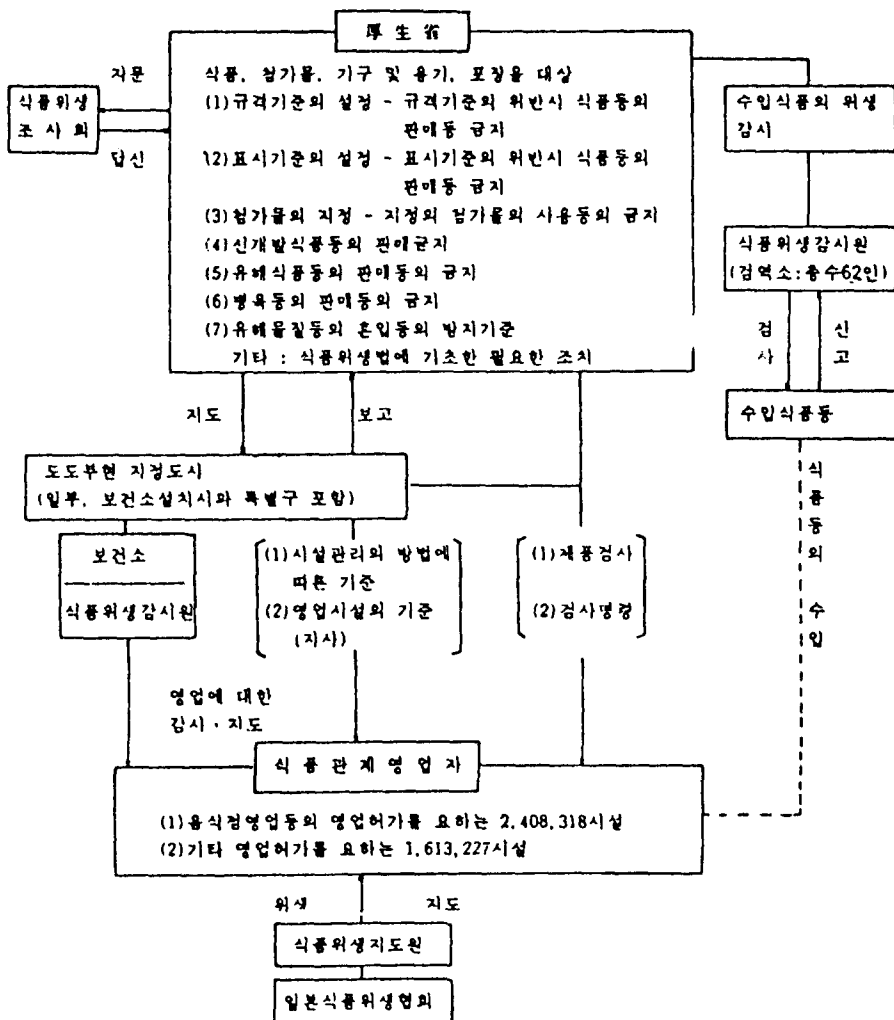 厚生省
식품, 첨가물, 기구 및 용기, 포장을 대상
(1)규격기준의 설정 - 규격기준의 위반시 식품등의
판매등 금지
(2)표시기준의 설정 - 표시기준의 위반시 식품등의
판매등 금지
(3)첨가물의 지정 - 지정의 첨가물의 사용등의 금지
(4)신개발식품등의 판매금지
(5)유해식품등의 판매등의 금지
(6)병육등의 판매등의 금지
(7)유해물질등의 혼입등의 방지기준
기타 : 식품위생법에 기초한 필요한 조치
자문
식품위생
조사회
답신
수입식품의 위생
감시
식품위생감시원
(검역소:총수62인)
검사
신고
수입식품등
식품등의 수입
지도
보고
도도부현 지정도시
(일부, 보건소설치시와 특별구 포함)
보건소
식품위생감시원
(1)시설관리의 방법에
따른 기준
(2)영업시설의 기준
(지사)
(1)제품검사
(2)검사명령
영업에 대한
감시·지도
식품관계영업자
(1)음식점영업등의 영업허가를 요하는 2,408,318시설
(2)기타 영업허가를 요하는 1,613,227시설
위생 지도
식품위생지도원
일본식품위생협회